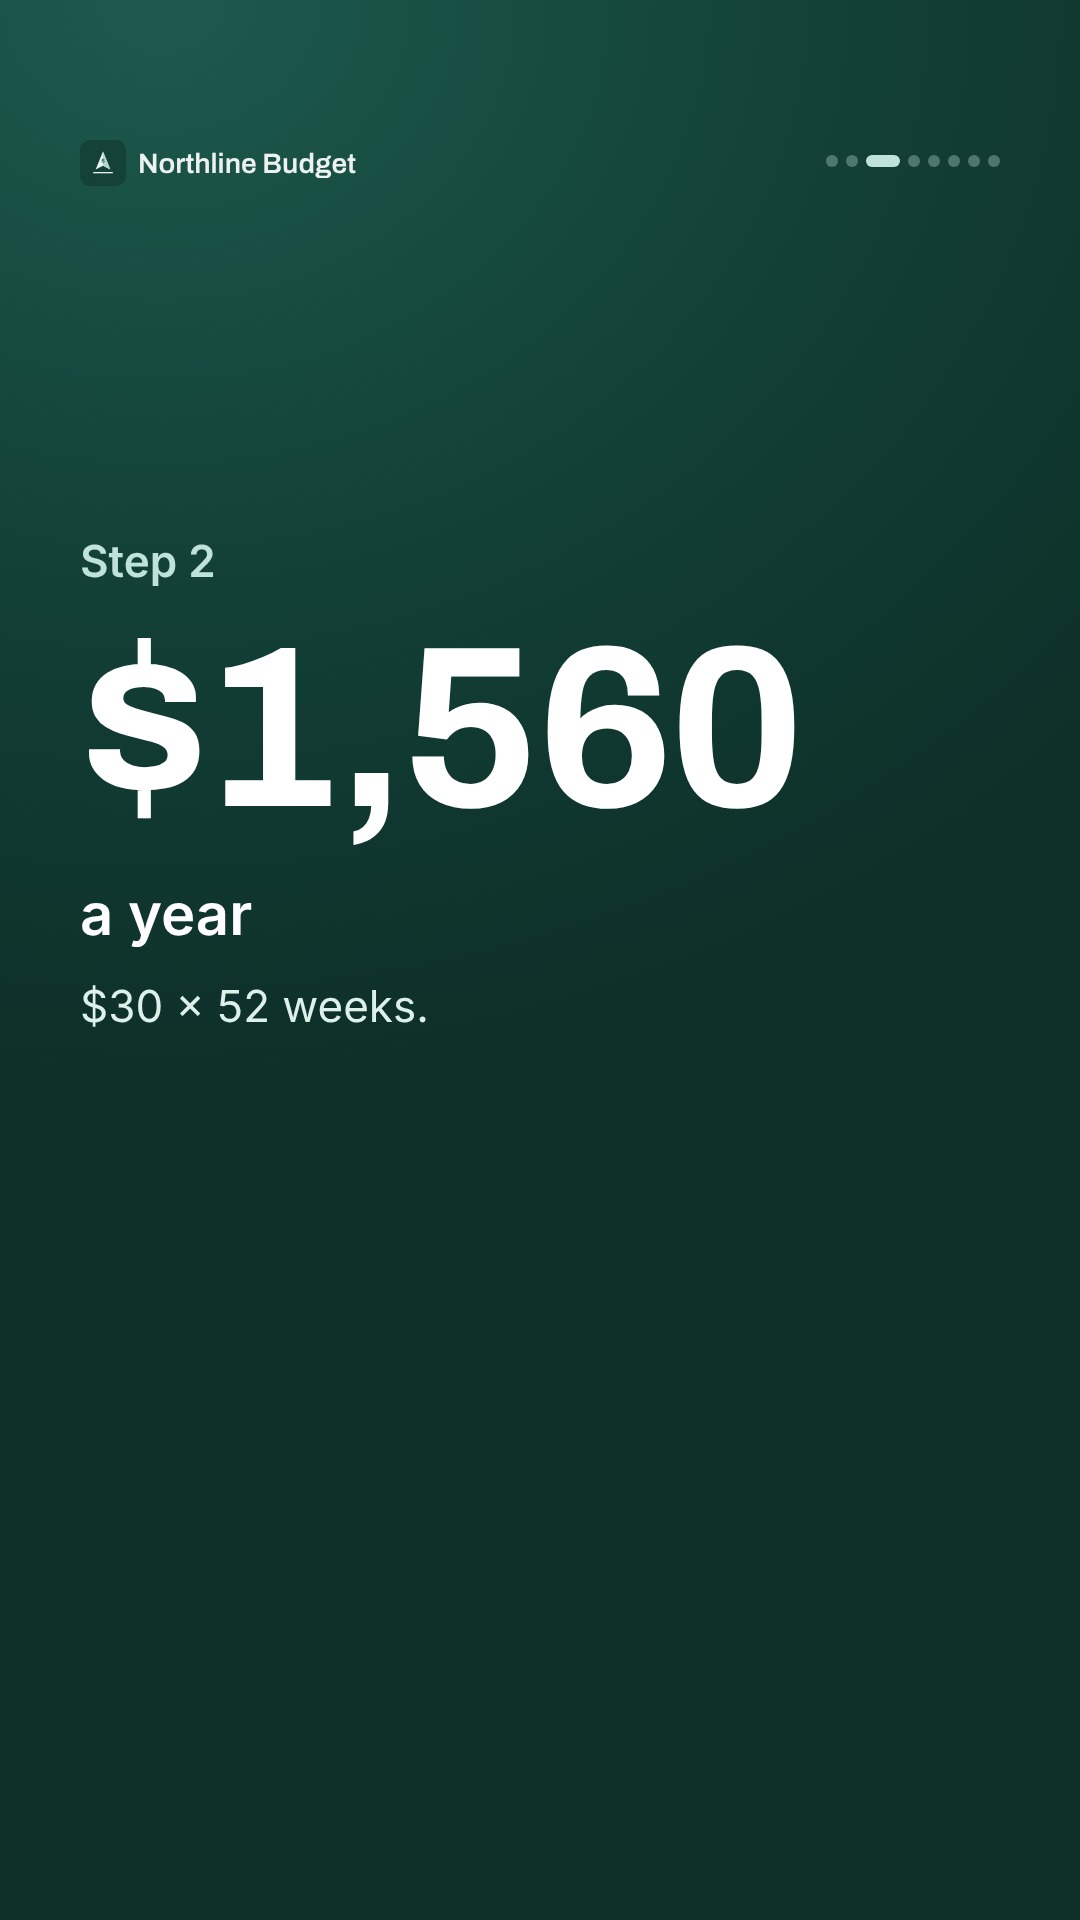 Northline Budget
Step 2
$1,560
a year
$30 × 52 weeks.